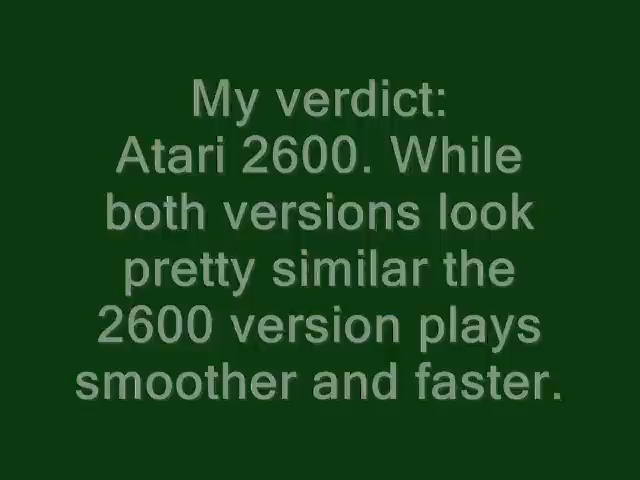 My verdict:
Atari 2600. While
both versions look
pretty similar the
2600 version plays
smoother and faster.